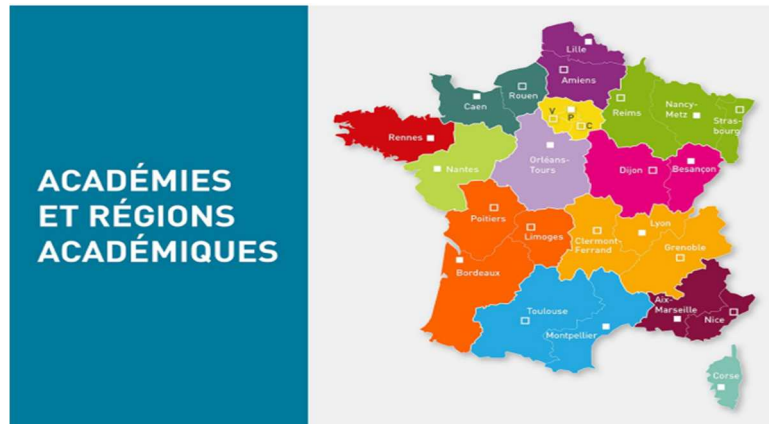 ACADÉMIES
ET RÉGIONS
ACADÉMIQUES
Lille
Amiens
Rouen
Caen
V
P
C
Reims
Nancy-
Metz
Stras-
bourg
Rennes
Nantes
Orléans-
Tours
Dijon
Besançon
Poitiers
Limoges
Clermont-
Ferrand
Lyon
Grenoble
Bordeaux
Toulouse
Montpellier
Aix-
Marseille
Nice
Corse